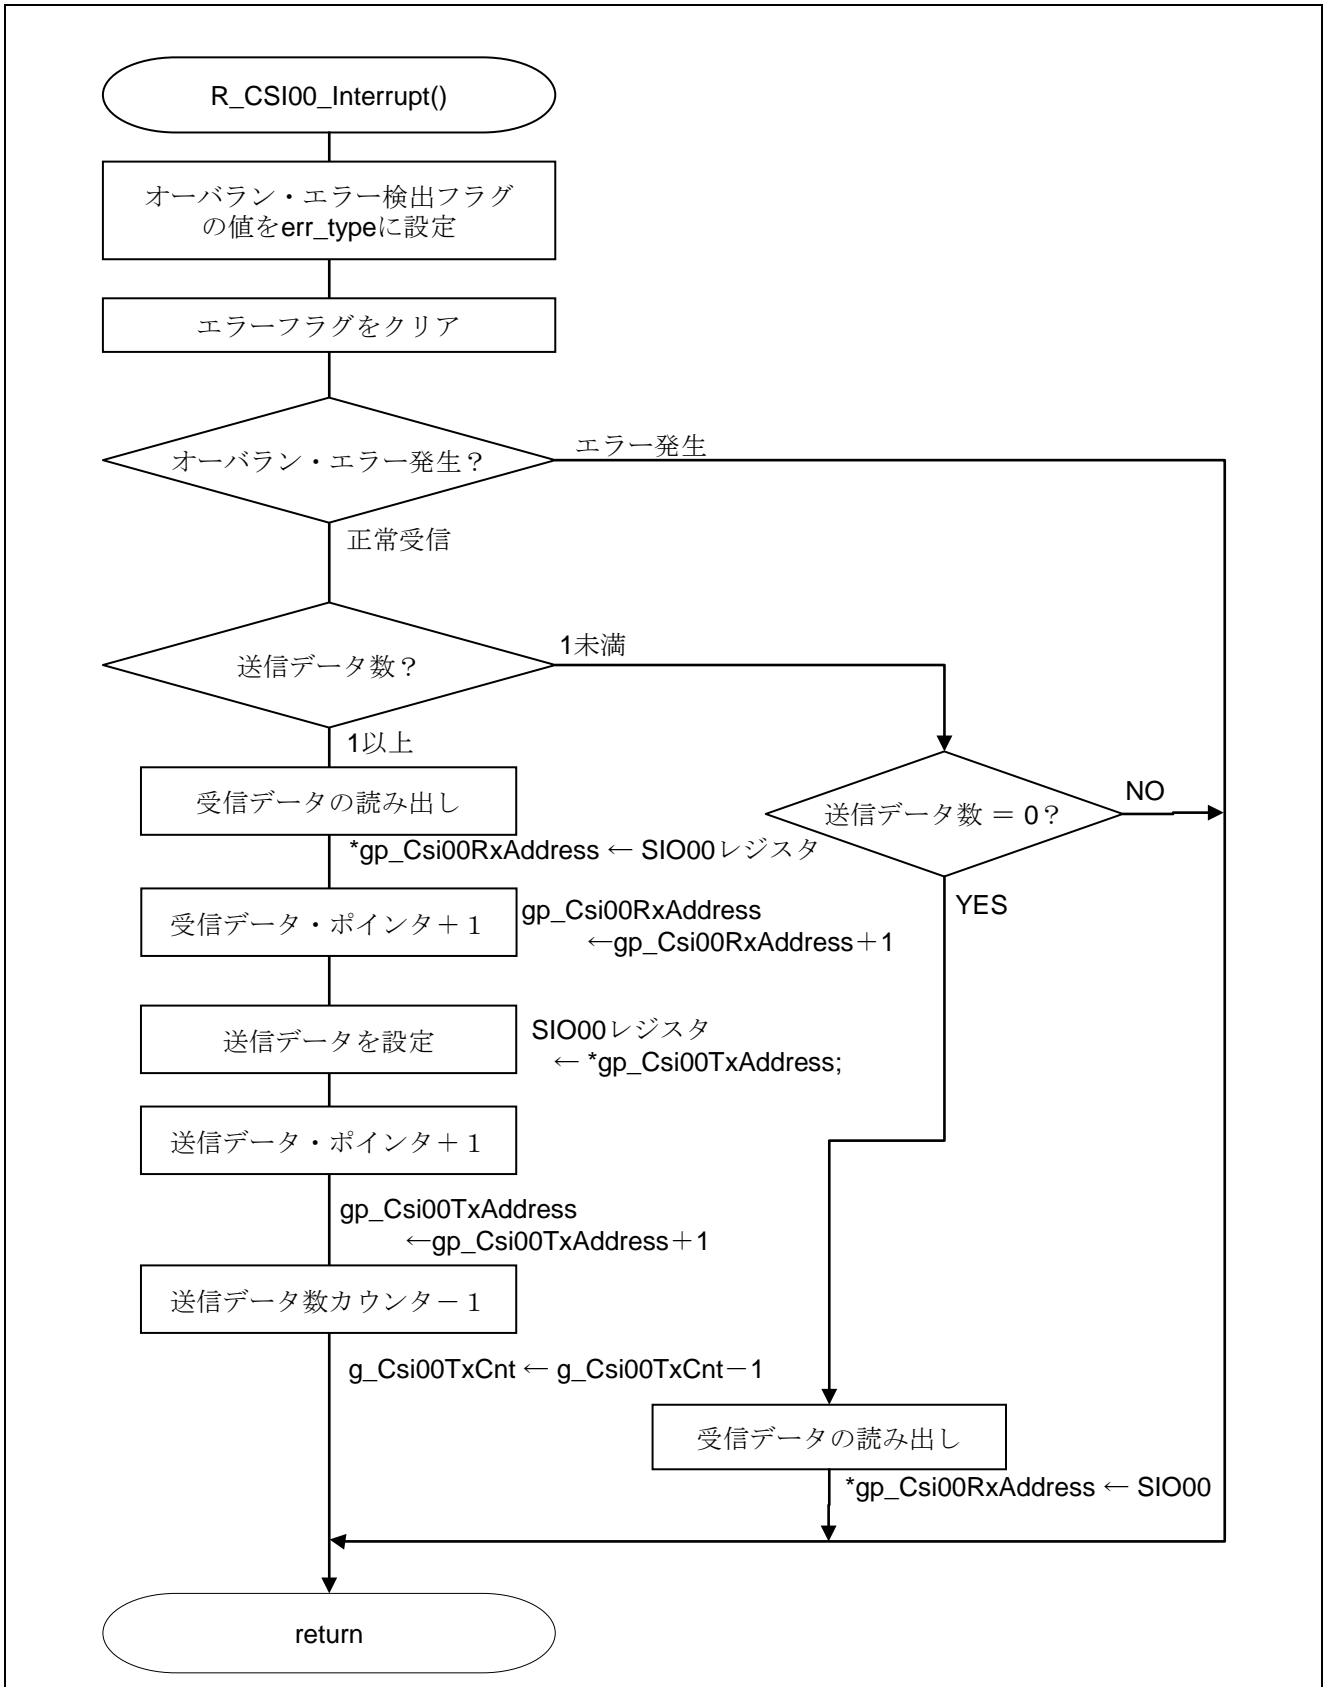 R_CSI00_Interrupt()
オーバラン・エラー検出フラグ
の値をerr_typeに設定
エラーフラグをクリア
オーバラン・エラー発生？
エラー発生
正常受信
送信データ数？
1未満
1以上
受信データの読み出し
*gp_Csi00RxAddress ← SIO00レジスタ
送信データ数 ＝ 0？
NO
YES
受信データ・ポインタ＋１
gp_Csi00RxAddress
←gp_Csi00RxAddress＋1
送信データを設定
SIO00レジスタ
← *gp_Csi00TxAddress;
送信データ・ポインタ＋１
gp_Csi00TxAddress
←gp_Csi00TxAddress＋1
送信データ数カウンタ－１
g_Csi00TxCnt ← g_Csi00TxCnt－1
受信データの読み出し
*gp_Csi00RxAddress ← SIO00
return